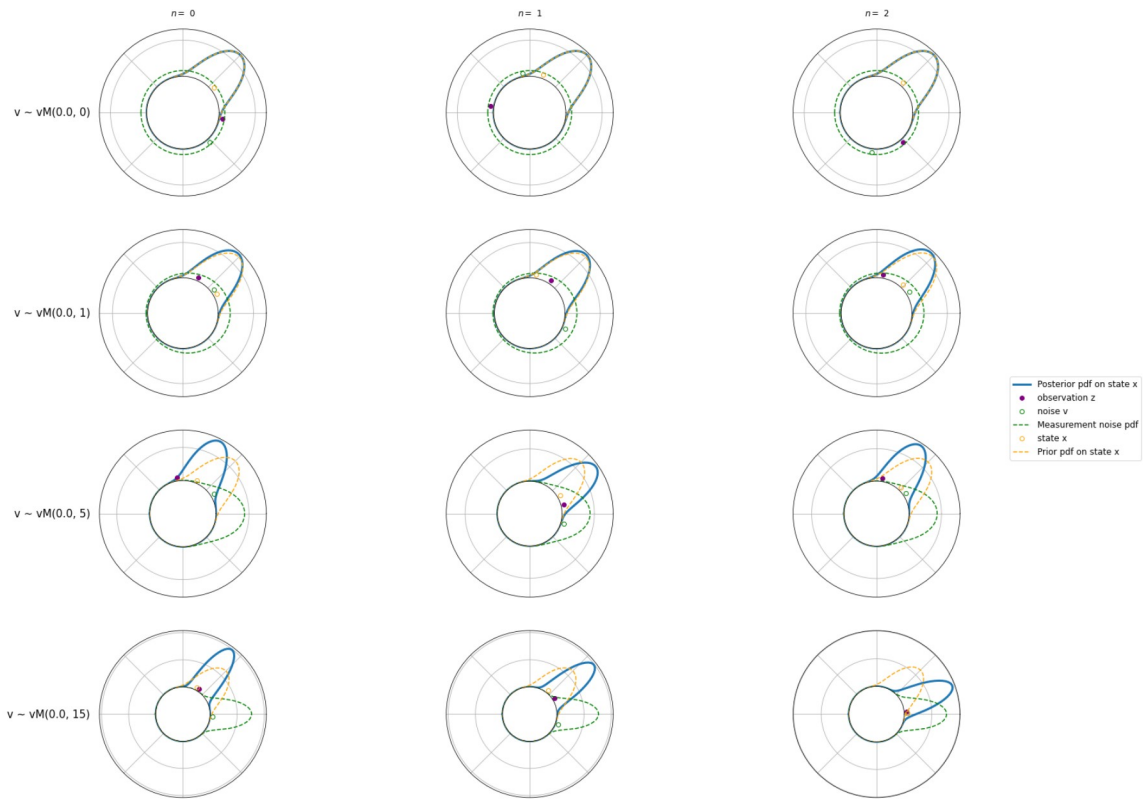 n = 0
n = 1
n = 2
v ~ vM(0.0, 0)
v ~ vM(0.0, 1)
Posterior pdf on state x
observation z
noise v
Measurement noise pdf
state x
Prior pdf on state x
v ~ vM(0.0, 5)
v ~ vM(0.0, 15)